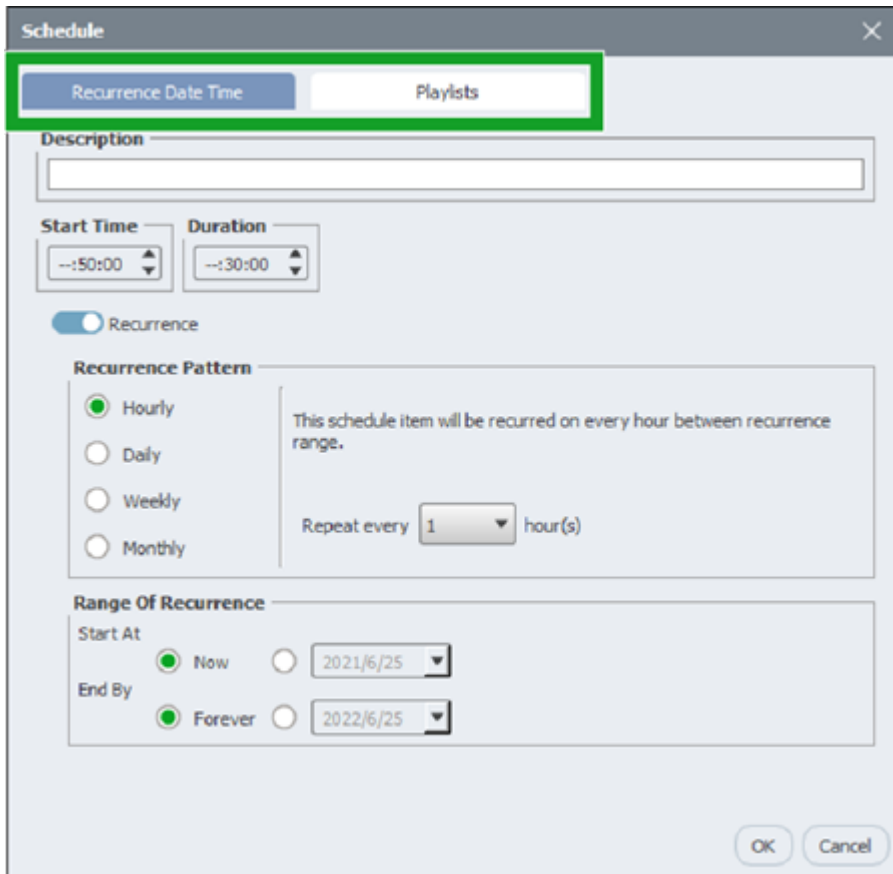 Schedule
Recurrence Date Time Playlists
Description
Start Time Duration
--:50:00 --:30:00
Recurrence
Recurrence Pattern
Hourly
Daily
Weekly
Monthly
This schedule item will be recurred on every hour between recurrence
range.
Repeat every 1 hour(s)
Range Of Recurrence
Start At
Now 2021/6/25
End By
Forever 2022/6/25
OK Cancel